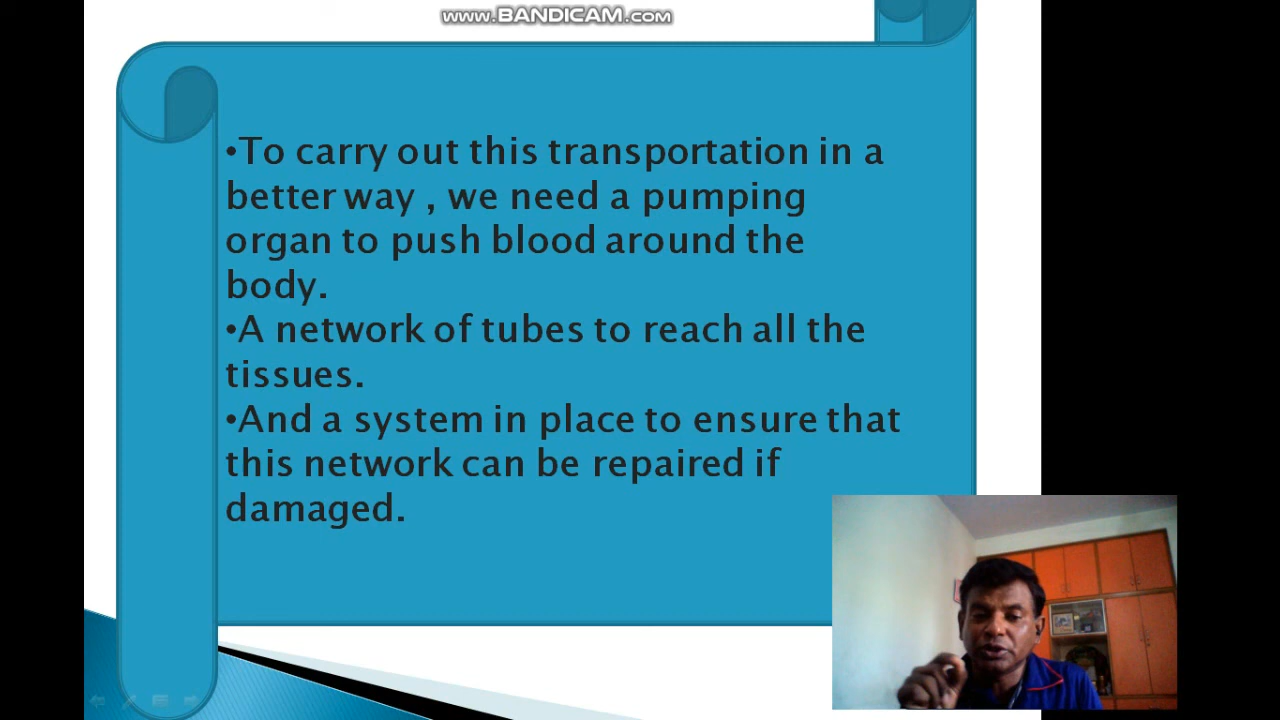 www.BANDICAM.com
•To carry out this transportation in a
better way , we need a pumping
organ to push blood around the
body.
•A network of tubes to reach all the
tissues.
•And a system in place to ensure that
this network can be repaired if
damaged.